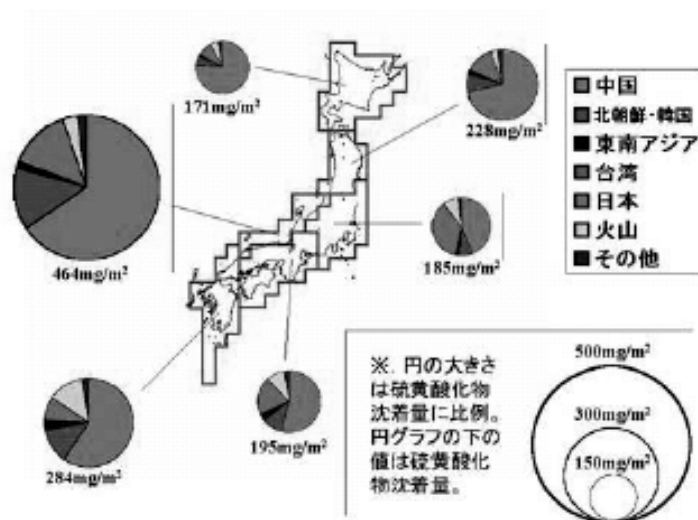 171mg/m²
228mg/m²
464mg/m²
185mg/m²
284mg/m²
195mg/m²
中国
北朝鮮・韓国
東南アジア
台湾
日本
火山
その他
※．円の大きさ
は硫黄酸化物
沈着量に比例。
円グラフの下の
値は硫黄酸化
物沈着量。
500mg/m²
300mg/m²
150mg/m²